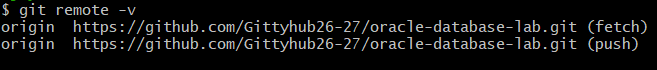 $ git remote -v
origin  https://github.com/Gittyhub26-27/oracle-database-lab.git (fetch)
origin  https://github.com/Gittyhub26-27/oracle-database-lab.git (push)